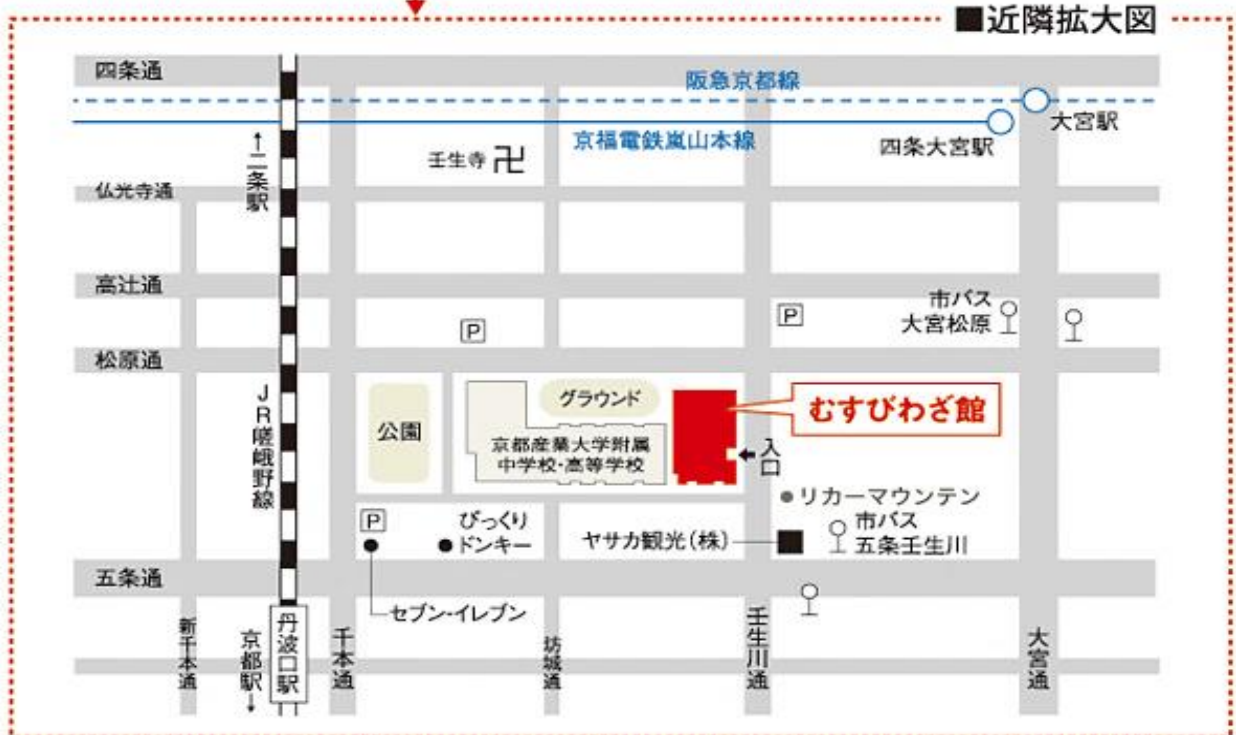 ■近隣拡大図
四条通
阪急京都線
大宮駅
京福電鉄嵐山本線
四条大宮駅
↑二条駅
壬生寺 卍
仏光寺通
高辻通
市バス
大宮松原
P
P
松原通
JR嵯峨野線
公園
グラウンド
京都産業大学附属
中学校・高等学校
むすびわざ館
←入口
●リカーマウンテン
P
びっくり
●ドンキー
ヤサカ観光(株)
市バス
五条壬生川
五条通
セブン-イレブン
新千本通
京都駅↓
丹波口駅
千本通
坊城通
壬生川通
大宮通